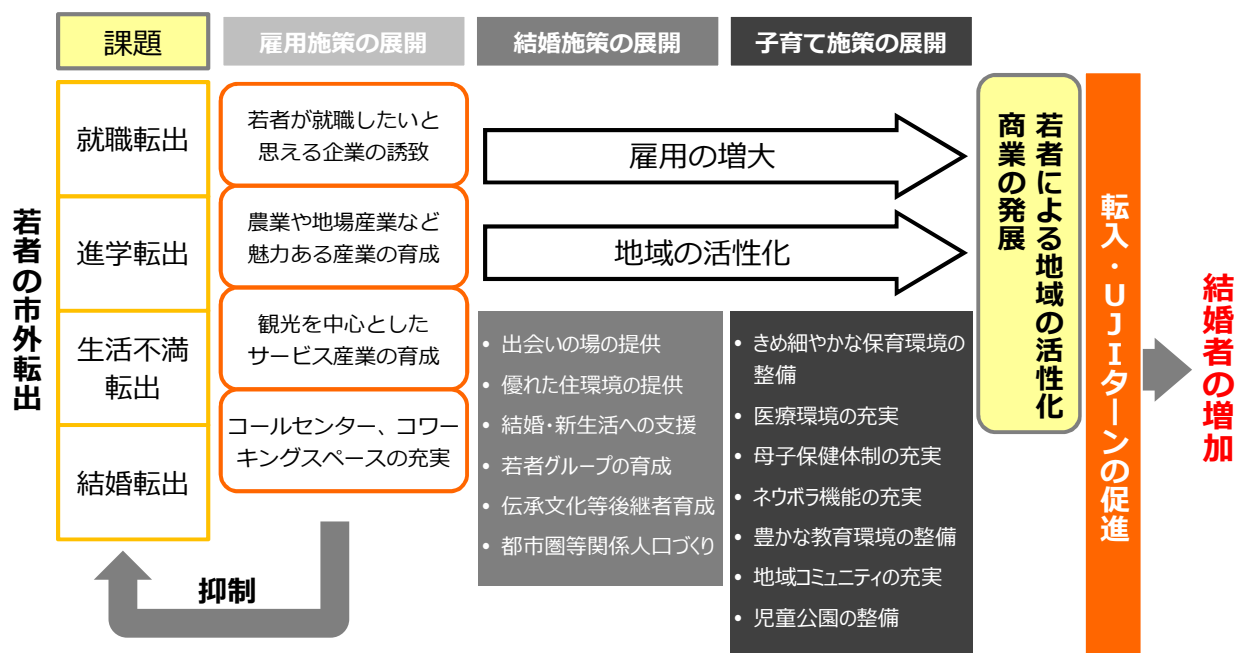 課題
雇用施策の展開
結婚施策の展開
子育て施策の展開
若者の市外転出
就職転出
進学転出
生活不満
転出
結婚転出
若者が就職したいと
思える企業の誘致
農業や地場産業など
魅力ある産業の育成
観光を中心とした
サービス産業の育成
コールセンター、コワー
キングスペースの充実
抑制
雇用の増大
地域の活性化
• 出会いの場の提供
• 優れた住環境の提供
• 結婚・新生活への支援
• 若者グループの育成
• 伝承文化等後継者育成
• 都市圏等関係人口づくり
• きめ細やかな保育環境の
整備
• 医療環境の充実
• 母子保健体制の充実
• ネウボラ機能の充実
• 豊かな教育環境の整備
• 地域コミュニティの充実
• 児童公園の整備
若者による地域の活性化
商業の発展
転入・UJIターンの促進
結婚者の増加